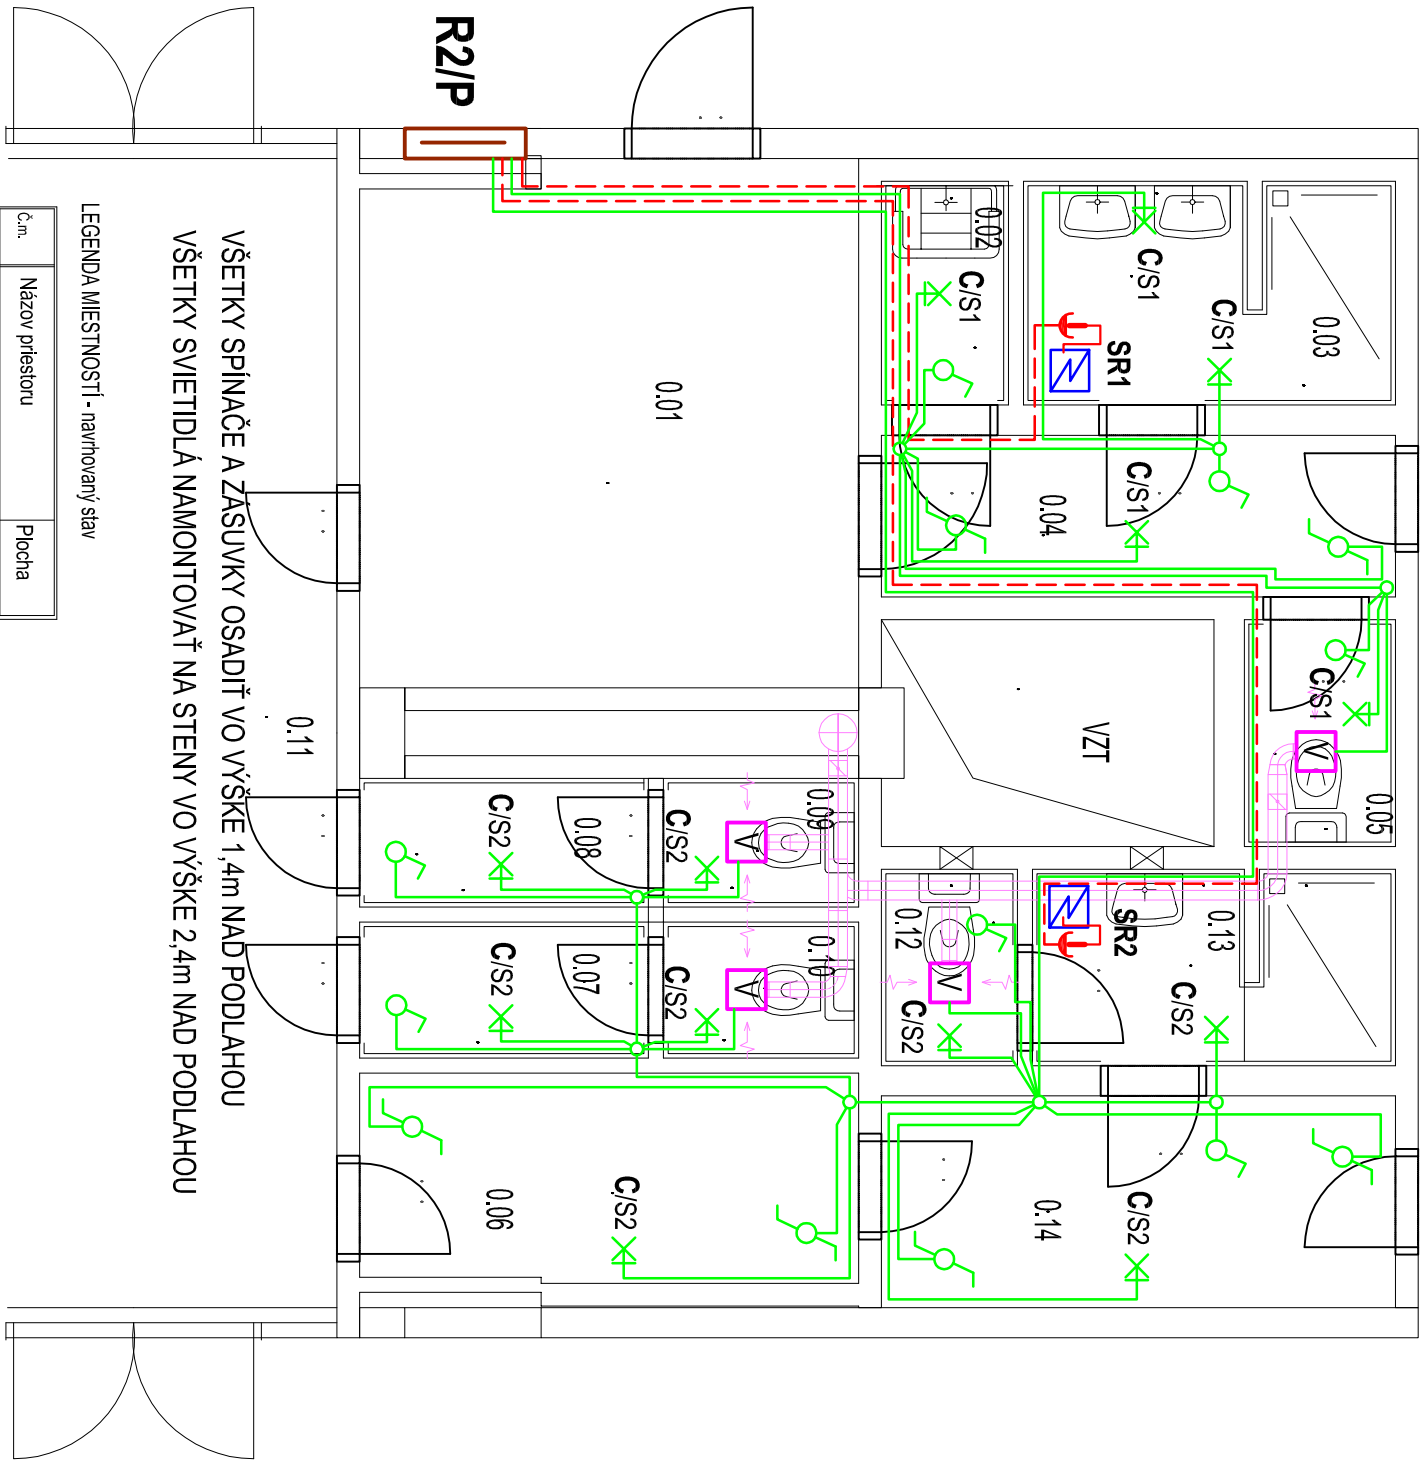 R2/P
0.02
C/S1
C/S1
C/S1
0.03
SR1
0.01
C/S1
0.04
C/S1
0.05
V
VZT
0.11
0.09
C/S2
0.08
C/S2
V
0.10
C/S2
0.07
C/S2
V
0.12
V
C/S2
SR2
0.13
C/S2
0.06
C/S2
0.14
C/S2
VŠETKY SPÍNAČE A ZÁSUVKY OSADIŤ VO VÝŠKE 1,4m NAD PODLAHOU
VŠETKY SVIETIDLÁ NAMONTOVAŤ NA STENY VO VÝŠKE 2,4m NAD PODLAHOU
LEGENDA MIESTNOSTÍ - navrhovaný stav
Č.m. Názov priestoru Plocha